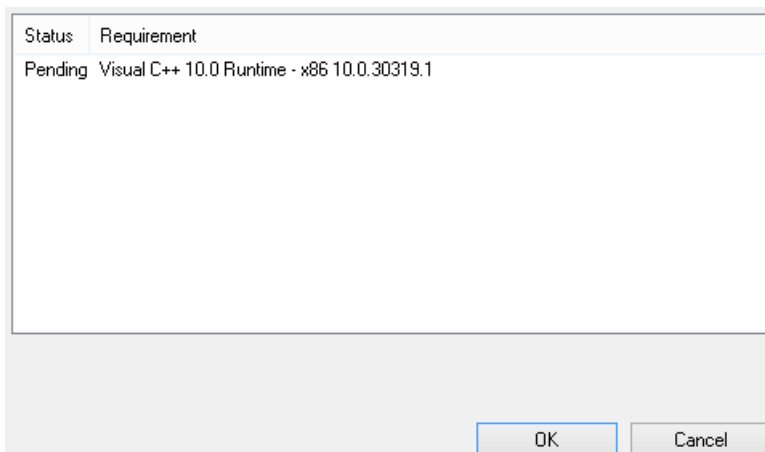 Status Requirement
Pending Visual C++ 10.0 Runtime - x86 10.0.30319.1
OK Cancel